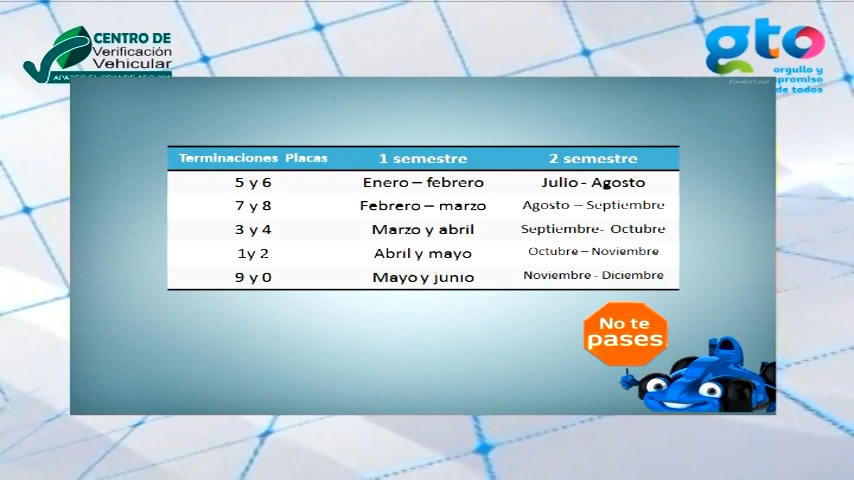 CENTRO DE
Verificación
Vehicular
gto
orgullo y
de todos
Terminaciones Placas 1 semestre 2 semestre
5 y 6 Enero – febrero Julio - Agosto
7 y 8 Febrero – marzo Agosto – Septiembre
3 y 4 Marzo y abril Septiembre- Octubre
1y 2 Abril y mayo Octubre – Noviembre
9 y 0 Mayo y junio Noviembre - Diciembre
No te
pases